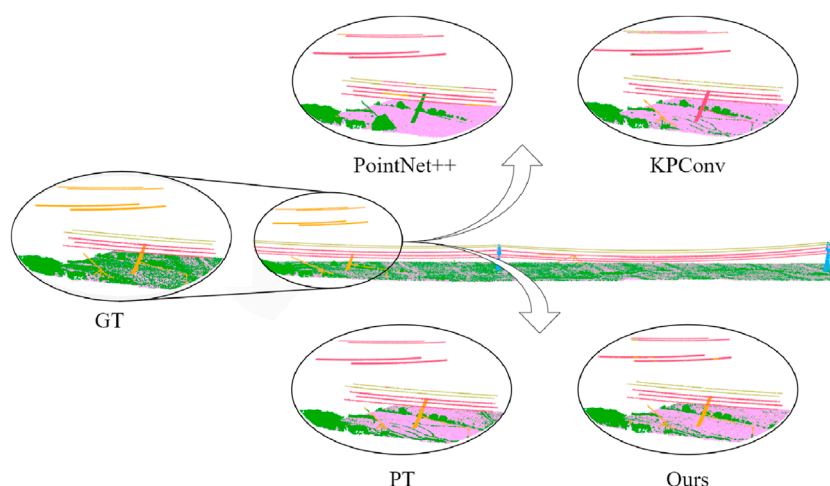 PointNet++
KPConv
GT
PT
Ours